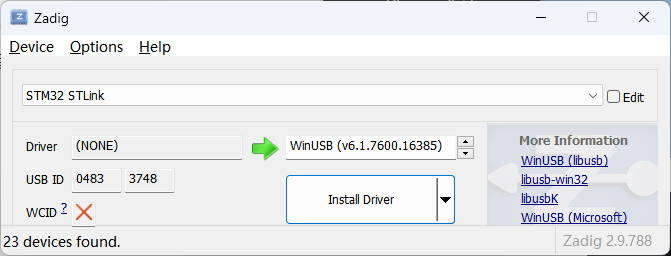 Zadig
Device Options Help
STM32 STLink
Edit
Driver (NONE) WinUSB (v6.1.7600.16385)
More Information
WinUSB (libusb)
USB ID 0483 3748
libusb-win32
Install Driver
libusbK
WCID ?
WinUSB (Microsoft)
23 devices found.
Zadig 2.9.788